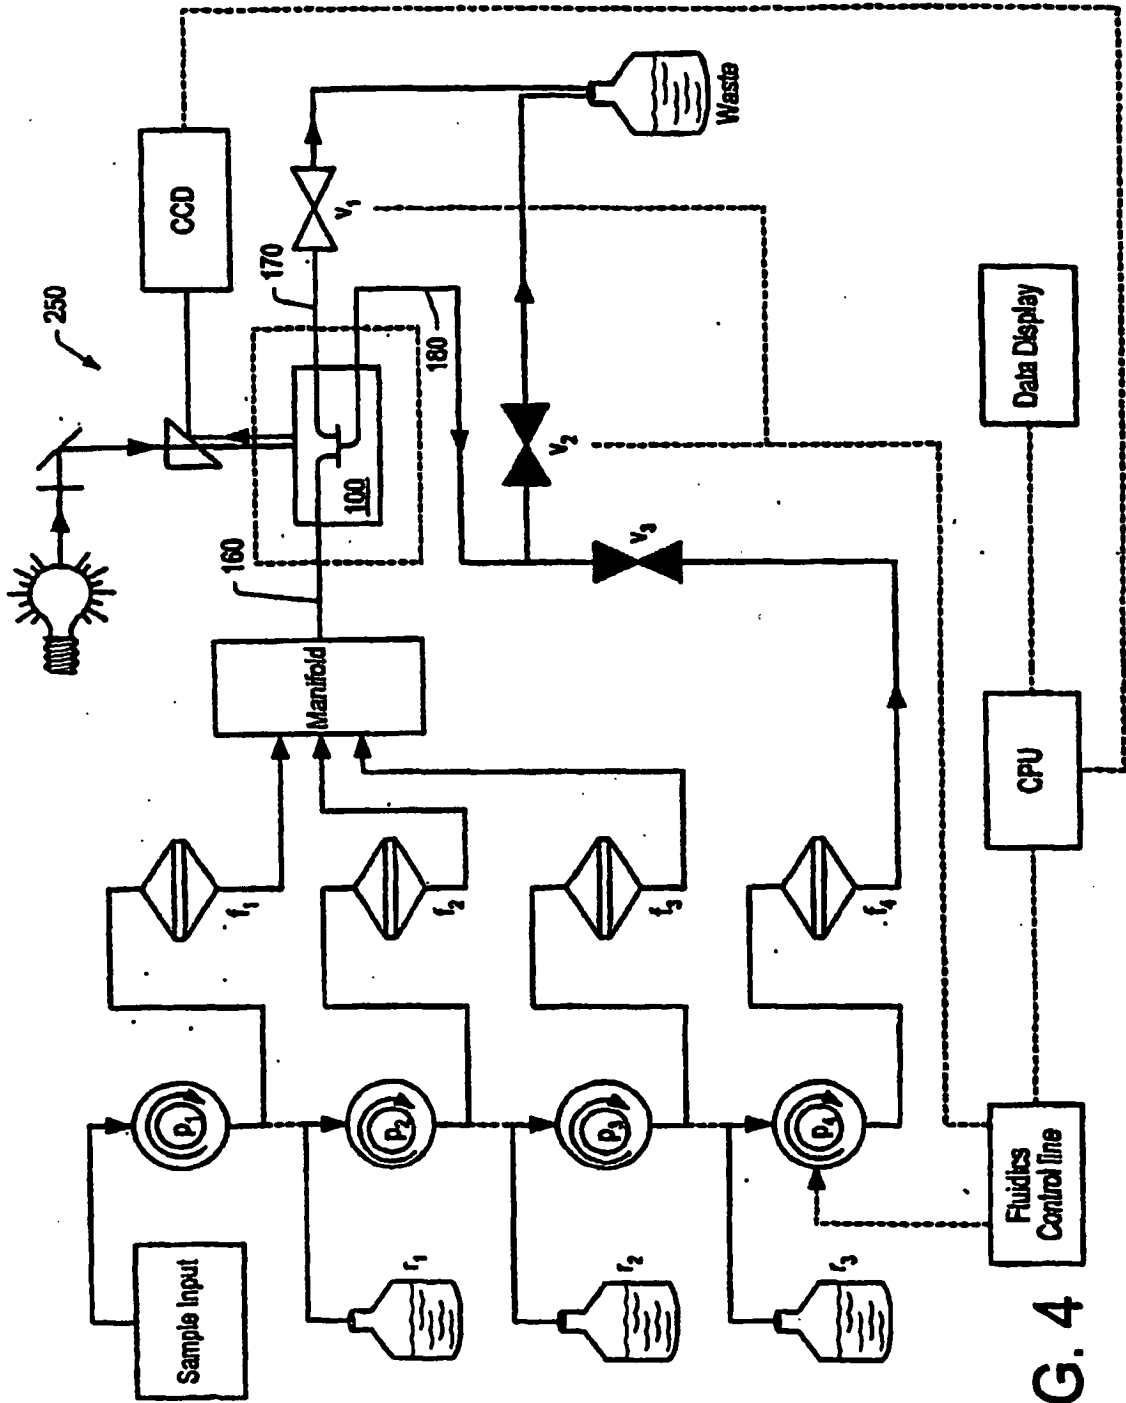 Sample Input
P1
P2
P3
P4
r1
r2
r3
f1
f2
f3
f4
Manifold
160
100
170
180
250
CCD
V1
V2
V3
Waste
Fluidics
Control line
CPU
Data Display
G. 4